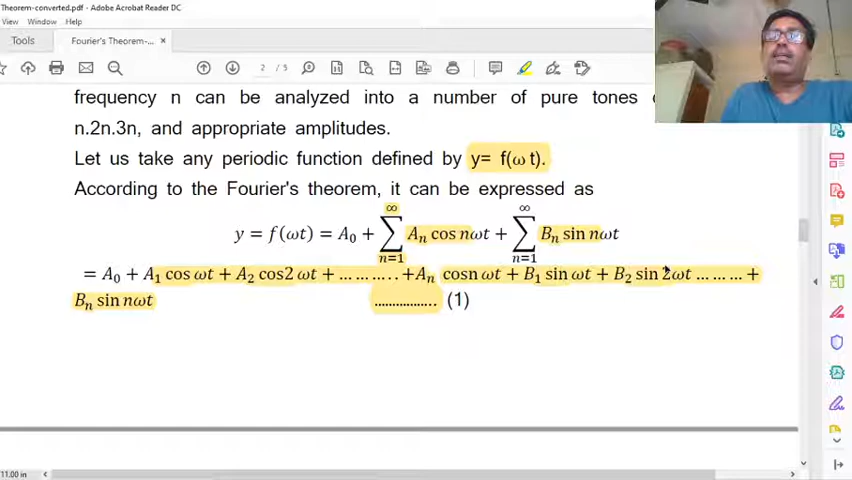 Theorem-converted.pdf - Adobe Acrobat Reader DC
View Window Help
Tools Fourier's Theorem-... ×
2 / 5
frequency n can be analyzed into a number of pure tones
n.2n.3n, and appropriate amplitudes.
Let us take any periodic function defined by y= f(ω t).
According to the Fourier's theorem, it can be expressed as
y = f(ωt) = A₀ + ∑_{n=1}^{∞} Aₙ cos nωt + ∑_{n=1}^{∞} Bₙ sin nωt
= A₀ + A₁ cos ωt + A₂ cos2 ωt + ... ... ... .. +Aₙ cosn ωt + B₁ sin ωt + B₂ sin 2ωt ... ... ... +
Bₙ sin nωt ................. (1)
11.00 in